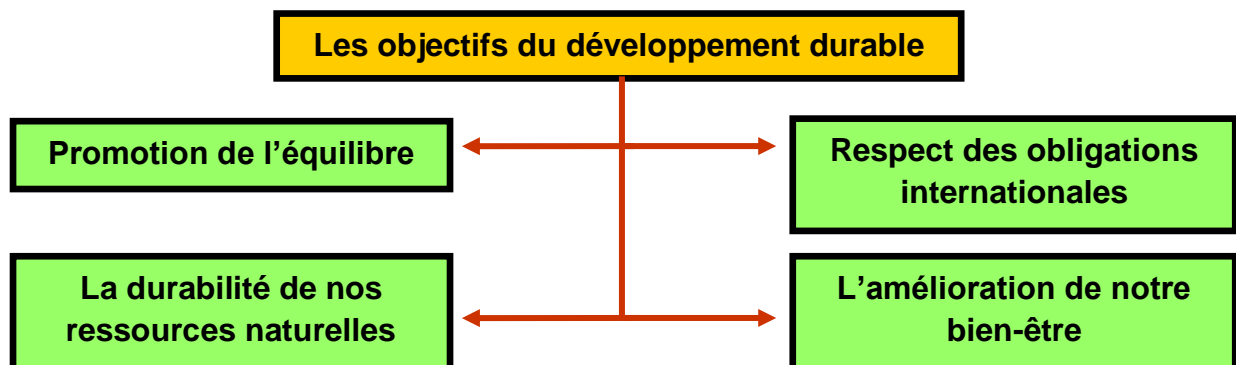 Les objectifs du développement durable
Promotion de l’équilibre
Respect des obligations
internationales
La durabilité de nos
ressources naturelles
L’amélioration de notre
bien-être